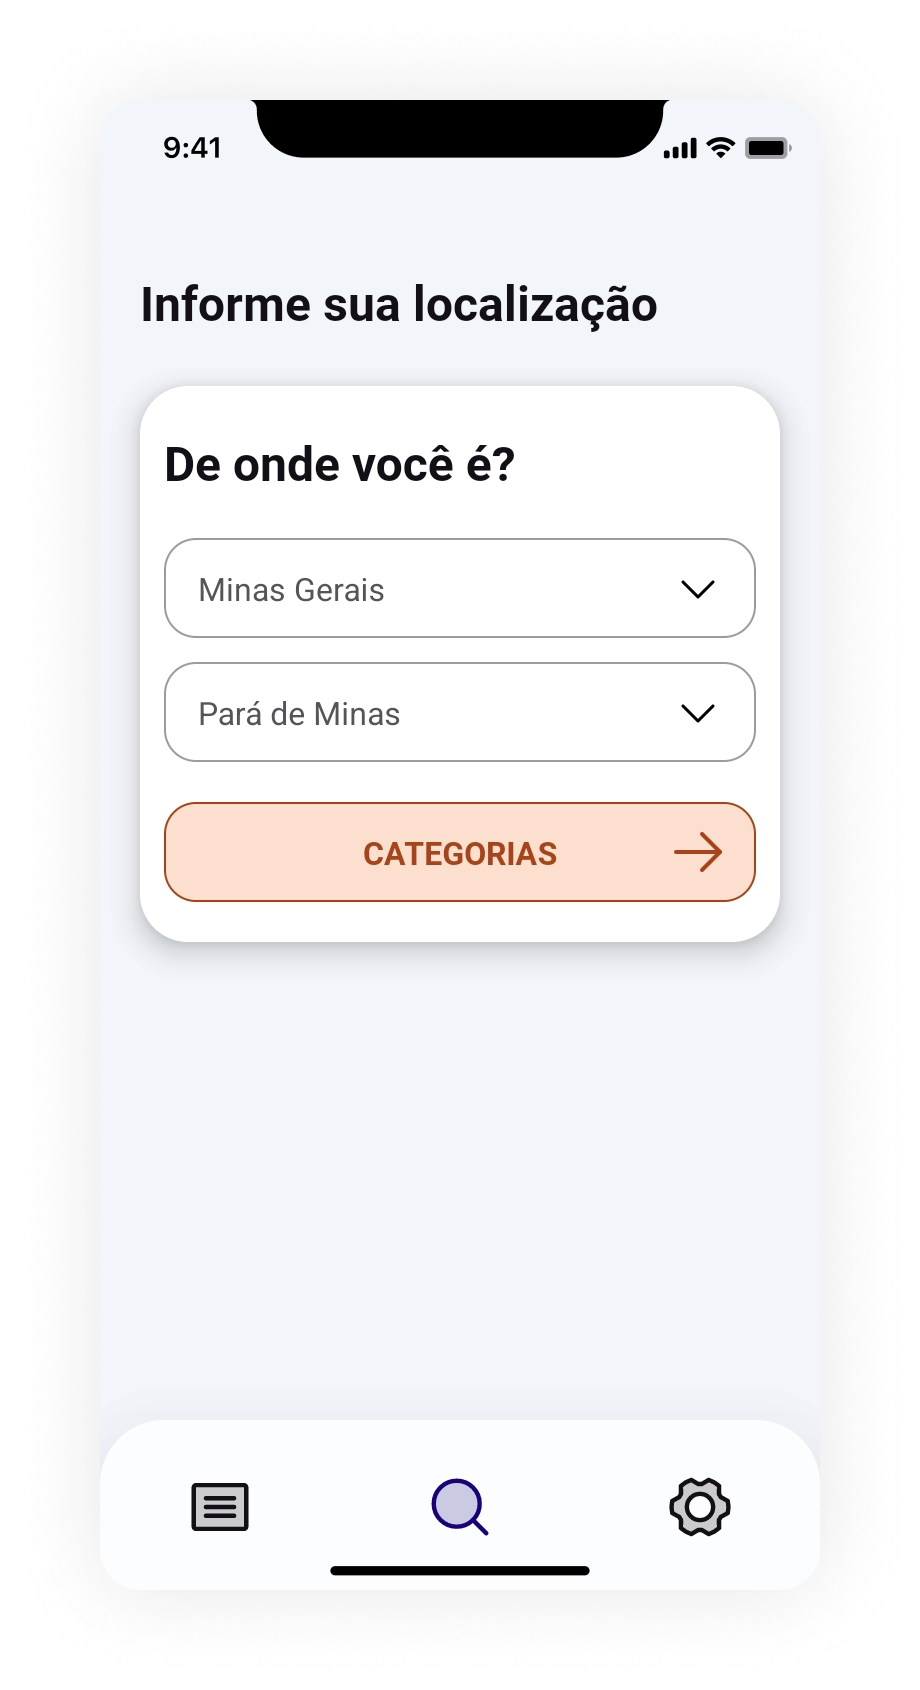 9:41
Informe sua localização
De onde você é?
Minas Gerais
Pará de Minas
CATEGORIAS